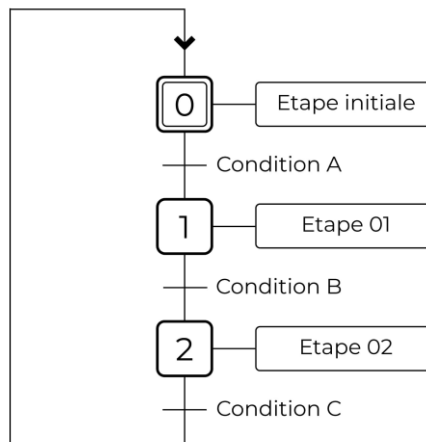 0 Etape initiale
Condition A
1 Etape 01
Condition B
2 Etape 02
Condition C